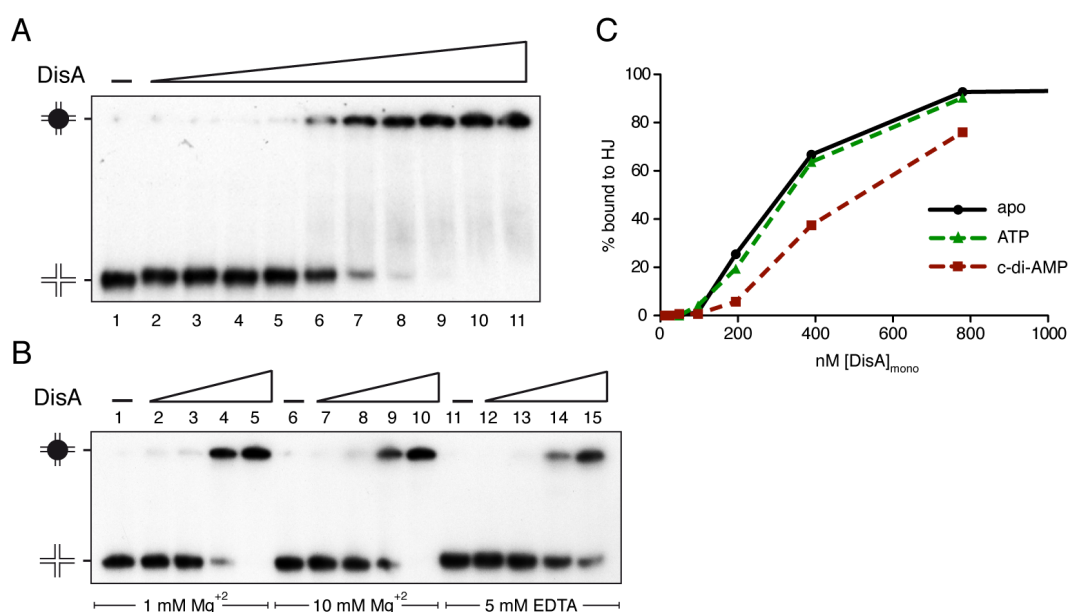 A
DisA
1 2 3 4 5 6 7 8 9 10 11
B
DisA
1 2 3 4 5 6 7 8 9 10 11 12 13 14 15
1 mM Mg+2 10 mM Mg+2 5 mM EDTA
C
100
80
60
40
20
0
% bound to HJ
apo
ATP
c-di-AMP
0 200 400 600 800 1000
nM [DisA]mono